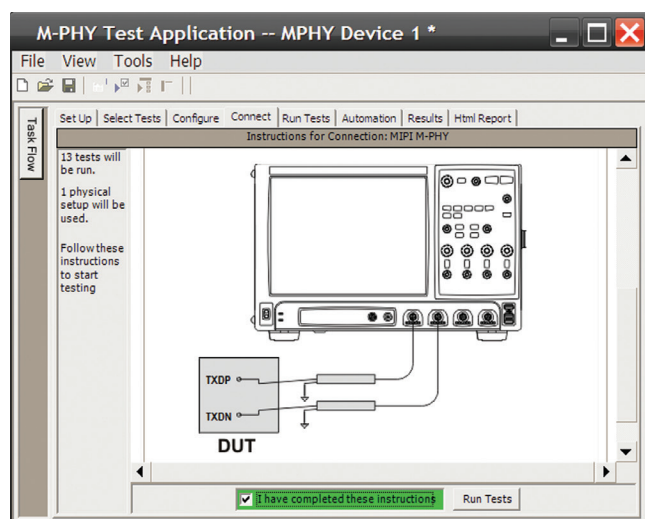 M-PHY Test Application -- MPHY Device 1 *
File View Tools Help
Task Flow
Set Up Select Tests Configure Connect Run Tests Automation Results Html Report
Instructions for Connection: MIPI M-PHY
13 tests will
be run.
1 physical
setup will be
used.
Follow these
instructions
to start
testing
TXDP
TXDN
DUT
I have completed these instructions
Run Tests